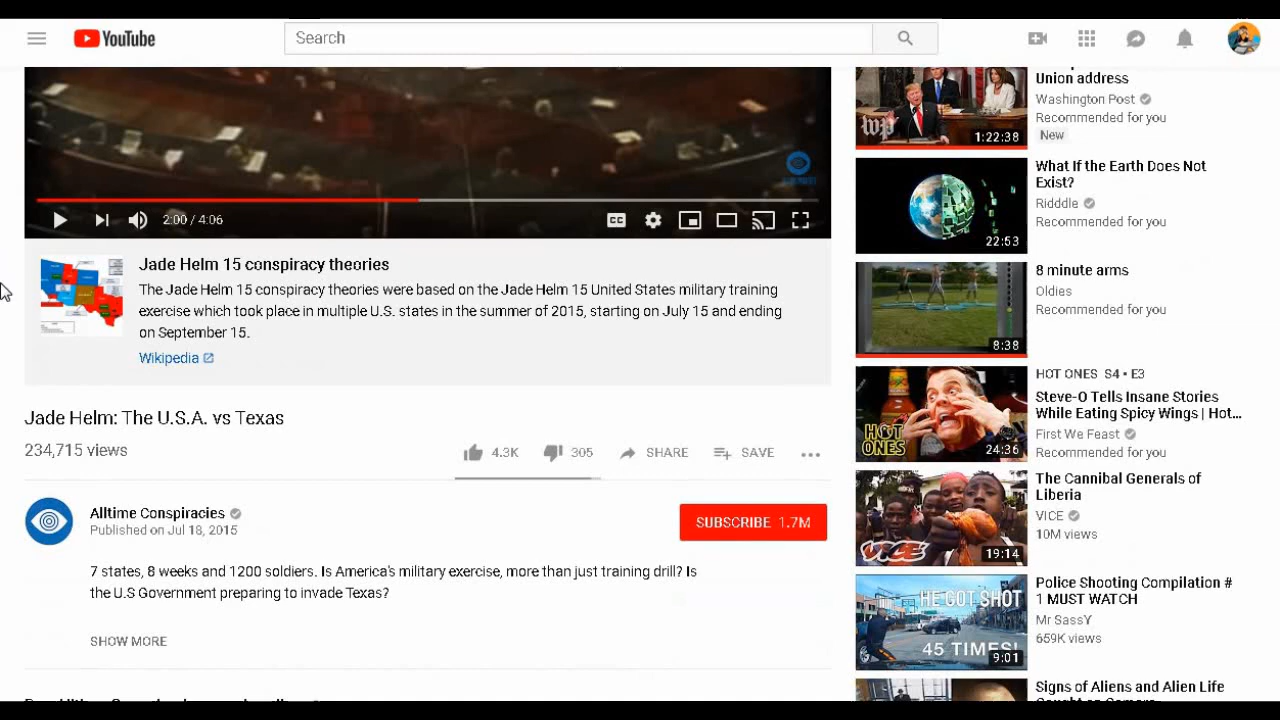 YouTube
Search
2:00 / 4:06
CC
Jade Helm 15 conspiracy theories
The Jade Helm 15 conspiracy theories were based on the Jade Helm 15 United States military training
exercise which took place in multiple U.S. states in the summer of 2015, starting on July 15 and ending
on September 15.
Wikipedia
Jade Helm: The U.S.A. vs Texas
234,715 views
4.3K
305
SHARE
SAVE
Alltime Conspiracies
Published on Jul 18, 2015
SUBSCRIBE 1.7M
7 states, 8 weeks and 1200 soldiers. Is America's military exercise, more than just training drill? Is
the U.S Government preparing to invade Texas?
SHOW MORE
wp
1:22:38
Union address
Washington Post
Recommended for you
New
22:53
What If the Earth Does Not
Exist?
Ridddle
Recommended for you
8:38
8 minute arms
Oldies
Recommended for you
HOT
ONES
24:36
HOT ONES S4 • E3
Steve-O Tells Insane Stories
While Eating Spicy Wings | Hot...
First We Feast
Recommended for you
VICE
19:14
The Cannibal Generals of
Liberia
VICE
10M views
HE GOT SHOT
45 TIMES!
9:01
Police Shooting Compilation #
1 MUST WATCH
Mr SassY
659K views
Signs of Aliens and Alien Life